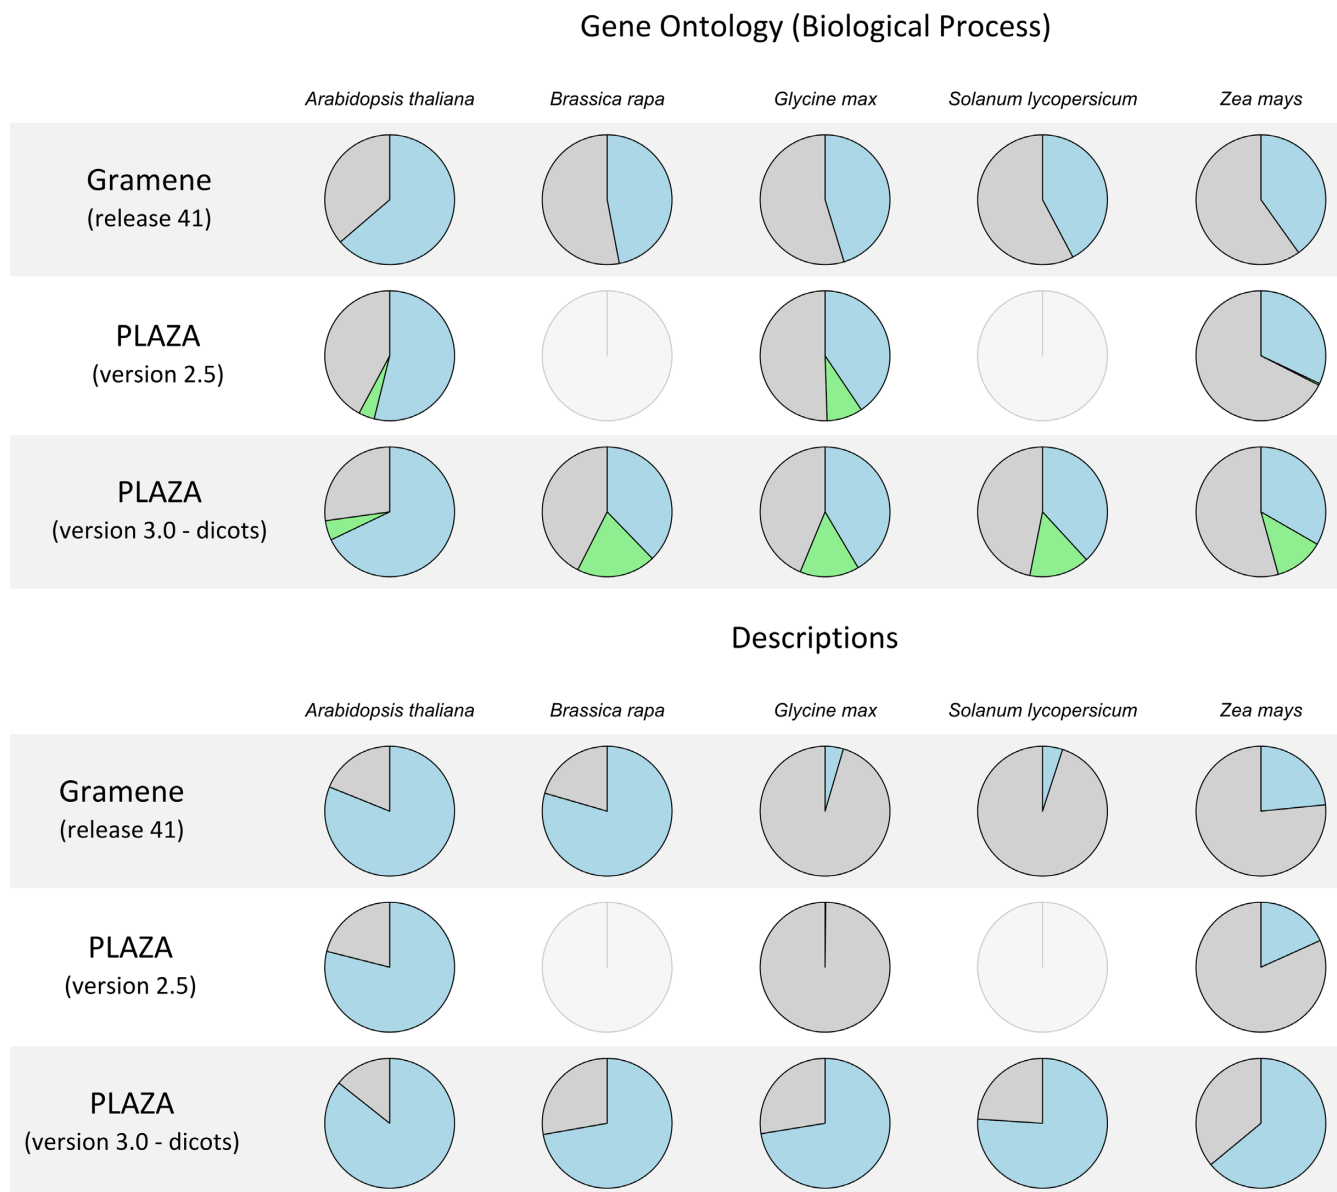 Gene Ontology (Biological Process)
Arabidopsis thaliana Brassica rapa Glycine max Solanum lycopersicum Zea mays
Gramene
(release 41)
PLAZA
(version 2.5)
PLAZA
(version 3.0 - dicots)
Descriptions
Arabidopsis thaliana Brassica rapa Glycine max Solanum lycopersicum Zea mays
Gramene
(release 41)
PLAZA
(version 2.5)
PLAZA
(version 3.0 - dicots)